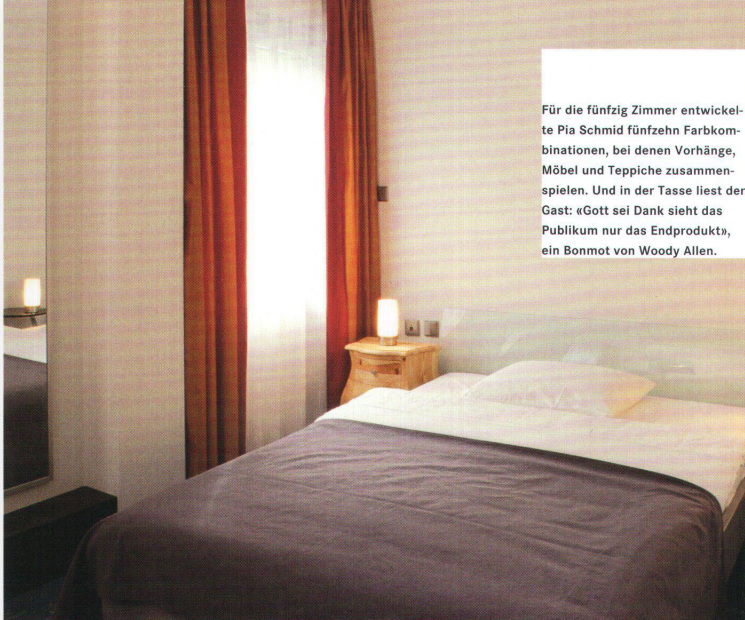 Für die fünfzig Zimmer entwickel-
te Pia Schmid fünfzehn Farbkom-
binationen, bei denen Vorhänge,
Möbel und Teppiche zusammen-
spielen. Und in der Tasse liest der
Gast: «Gott sei Dank sieht das
Publikum nur das Endprodukt»,
ein Bonmot von Woody Allen.